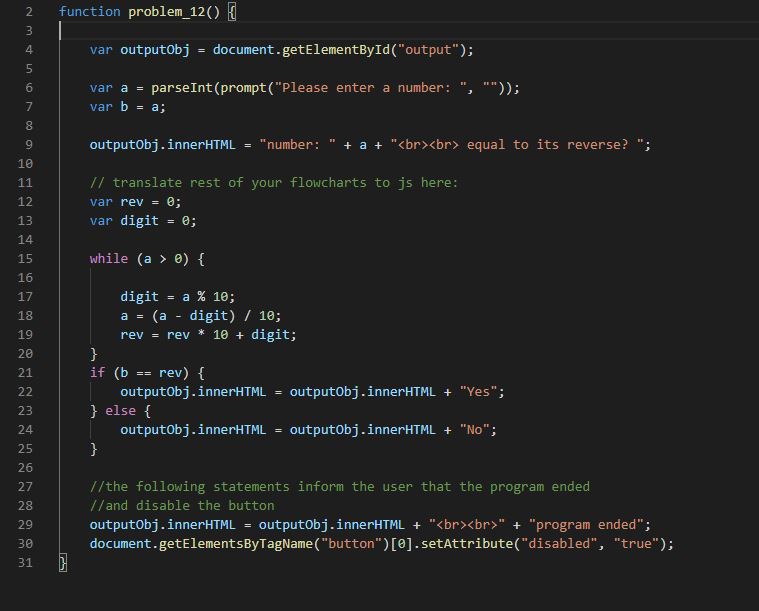 2 function problem_12() {
3
4 var outputObj = document.getElementById("output");
5
6 var a = parseInt(prompt("Please enter a number: ", ""));
7 var b = a;
8
9 outputObj.innerHTML = "number: " + a + "<br><br> equal to its reverse? ";
10
11 // translate rest of your flowcharts to js here:
12 var rev = 0;
13 var digit = 0;
14
15 while (a > 0) {
16
17 digit = a % 10;
18 a = (a - digit) / 10;
19 rev = rev * 10 + digit;
20 }
21 if (b == rev) {
22 outputObj.innerHTML = outputObj.innerHTML + "Yes";
23 } else {
24 outputObj.innerHTML = outputObj.innerHTML + "No";
25 }
26
27 //the following statements inform the user that the program ended
28 //and disable the button
29 outputObj.innerHTML = outputObj.innerHTML + "<br><br>" + "program ended";
30 document.getElementsByTagName("button")[0].setAttribute("disabled", "true");
31 }